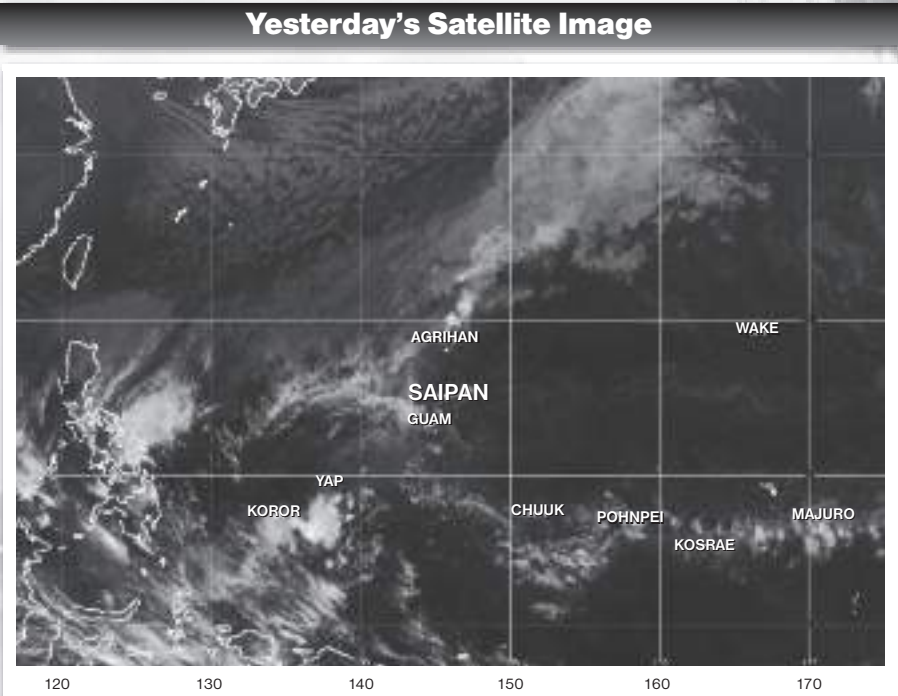 Yesterday's Satellite Image
AGRIHAN
WAKE
SAIPAN
GUAM
YAP
KOROR
CHUUK
POHNPEI
MAJURO
KOSRAE
120 130 140 150 160 170